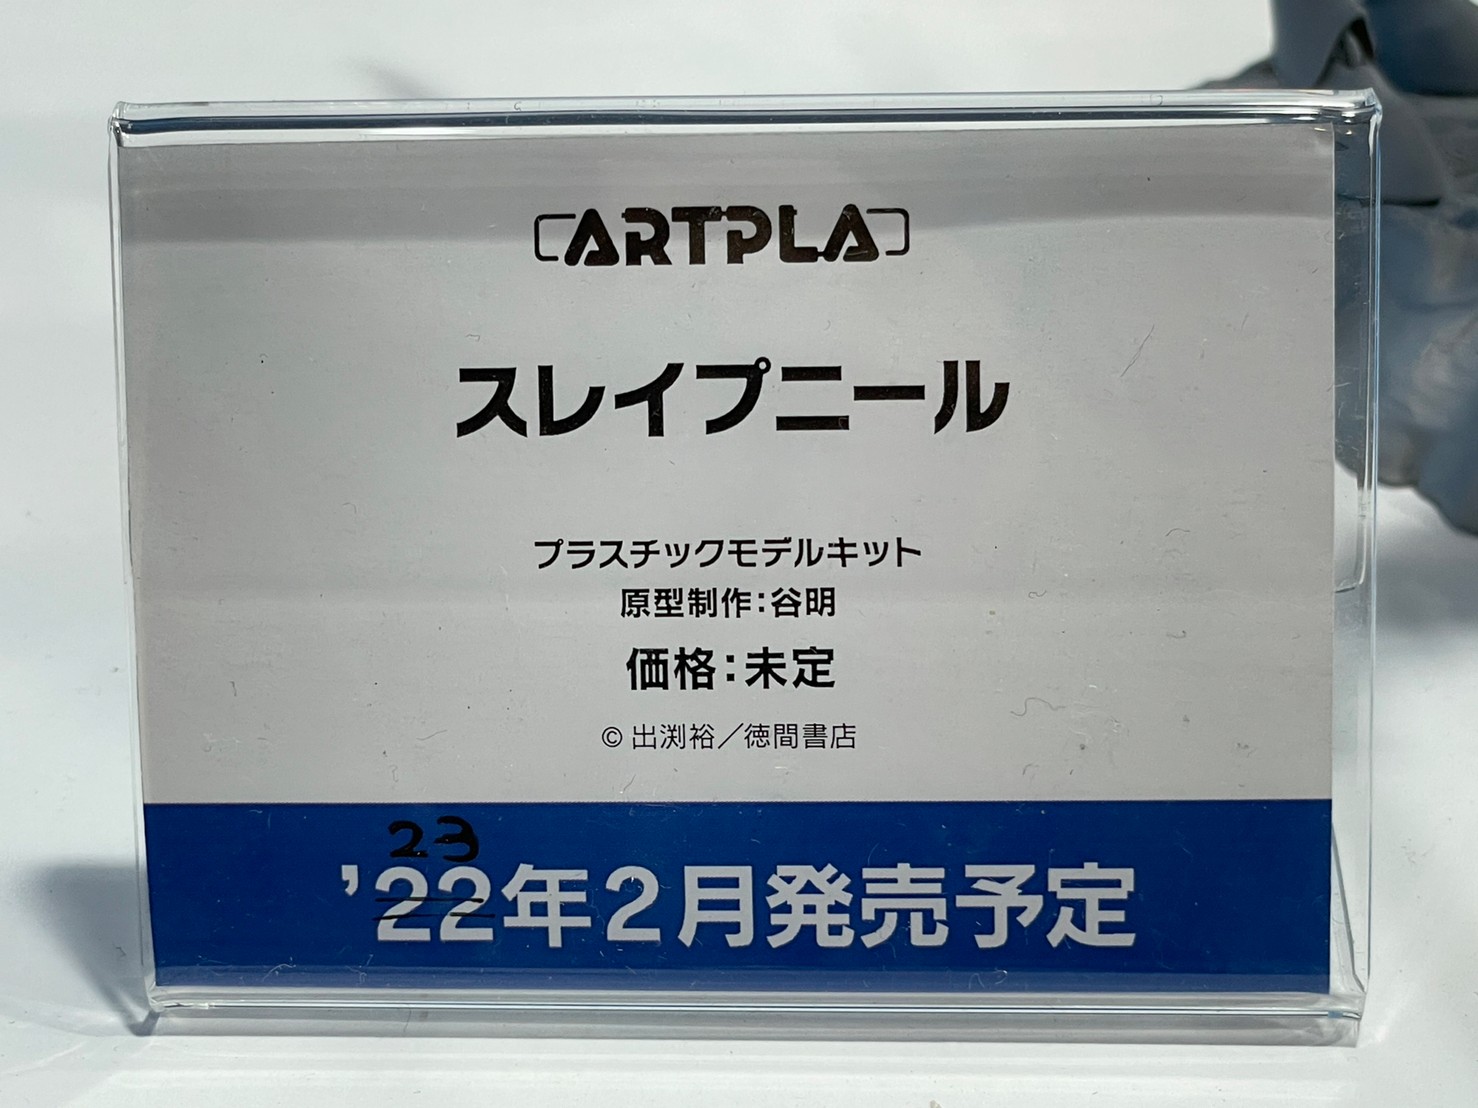 ARTPLA
スレイプニール
プラスチックモデルキット
原型制作：谷明
価格：未定
© 出渕裕／徳間書店
23
'22年2月発売予定